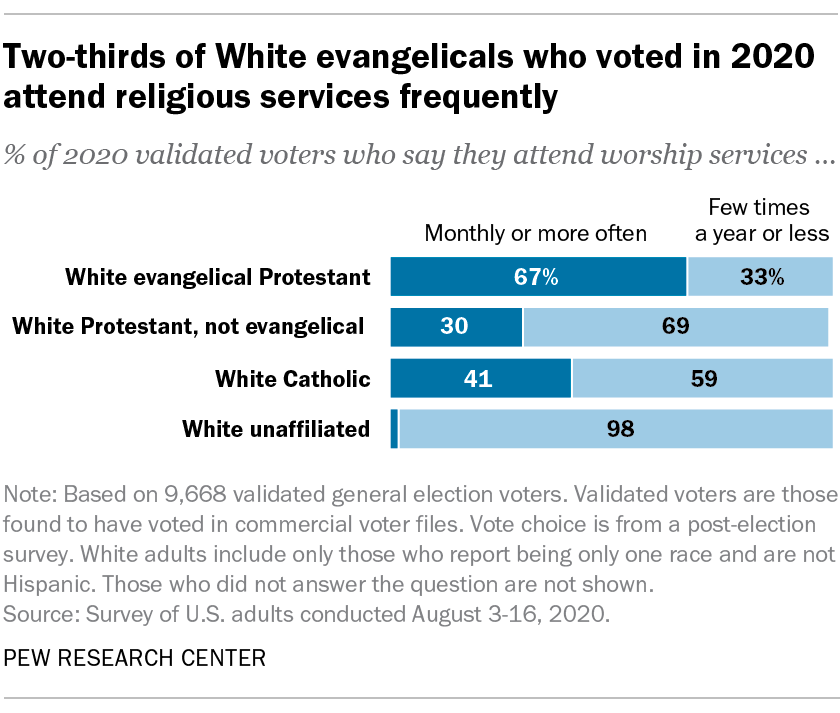 Two-thirds of White evangelicals who voted in 2020
attend religious services frequently
% of 2020 validated voters who say they attend worship services ...
Monthly or more often
Few times
a year or less
White evangelical Protestant 67% 33%
White Protestant, not evangelical 30 69
White Catholic 41 59
White unaffiliated 98
Note: Based on 9,668 validated general election voters. Validated voters are those
found to have voted in commercial voter files. Vote choice is from a post-election
survey. White adults include only those who report being only one race and are not
Hispanic. Those who did not answer the question are not shown.
Source: Survey of U.S. adults conducted August 3-16, 2020.
PEW RESEARCH CENTER